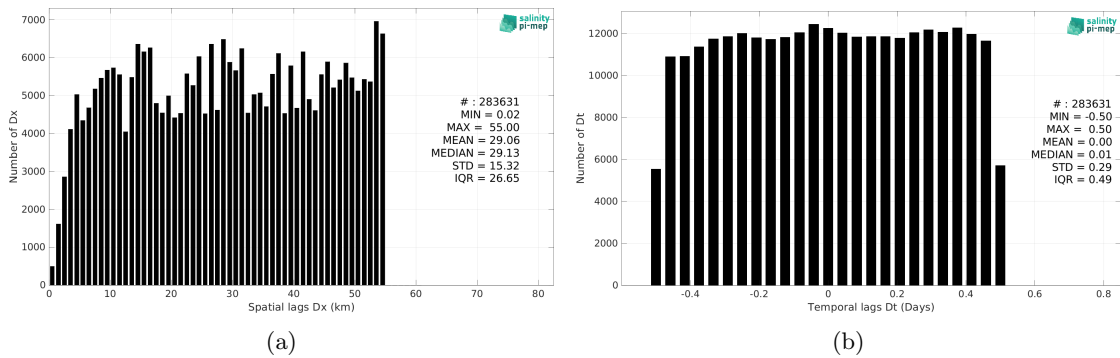 7000
6000
5000
4000
3000
2000
1000
0
Number of Dx
0 10 20 30 40 50 60 70 80
Spatial lags Dx (km)
salinity
pi-mep
# : 283631
MIN = 0.02
MAX = 55.00
MEAN = 29.06
MEDIAN = 29.13
STD = 15.32
IQR = 26.65
(a)
12000
10000
8000
6000
4000
2000
0
Number of Dt
-0.4 -0.2 0 0.2 0.4 0.6 0.8
Temporal lags Dt (Days)
salinity
pi-mep
# : 283631
MIN = -0.50
MAX = 0.50
MEAN = 0.00
MEDIAN = 0.01
STD = 0.29
IQR = 0.49
(b)